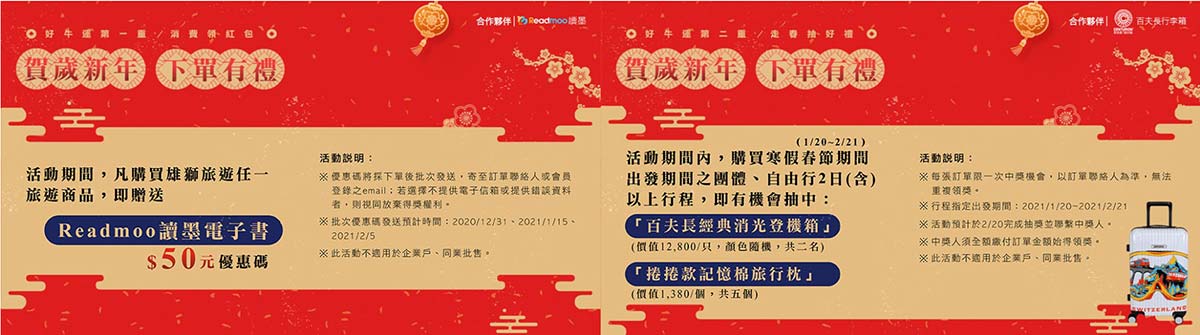 合作夥伴 | Readmoo讀墨
好牛運第一重／消費領紅包
賀歲新年 下單有禮
活動期間，凡購買雄獅旅遊任一
旅遊商品，即贈送
Readmoo讀墨電子書
$50元優惠碼
活動說明：
※優惠碼將採下單後批次發送，寄至訂單聯絡人或會員
登錄之email；若選擇不提供電子信箱或提供錯誤資料
者，則視同放棄得獎權利。
※批次優惠碼發送預計時間：2020/12/31、2021/1/15、
2021/2/5
※此活動不適用於企業戶、同業批售。
合作夥伴 | 百夫長行李箱
好牛運第二重／走春抽好禮
賀歲新年 下單有禮
(1/20~2/21)
活動期間內，購買寒假春節期間
出發期間之團體、自由行2日(含)
以上行程，即有機會抽中：
「百夫長經典消光登機箱」
(價值12,800/只，顏色隨機，共二名)
「捲捲款記憶棉旅行枕」
(價值1,380/個，共五個)
活動說明：
※每張訂單限一次中獎機會，以訂單聯絡人為準，無法
重複領獎。
※行程指定出發期間：2021/1/20~2021/2/21
※活動預計於2/20完成抽獎並聯繫中獎人。
※中獎人須全額繳付訂單金額始得領獎。
※此活動不適用於企業戶、同業批售。
SWITZERLAND